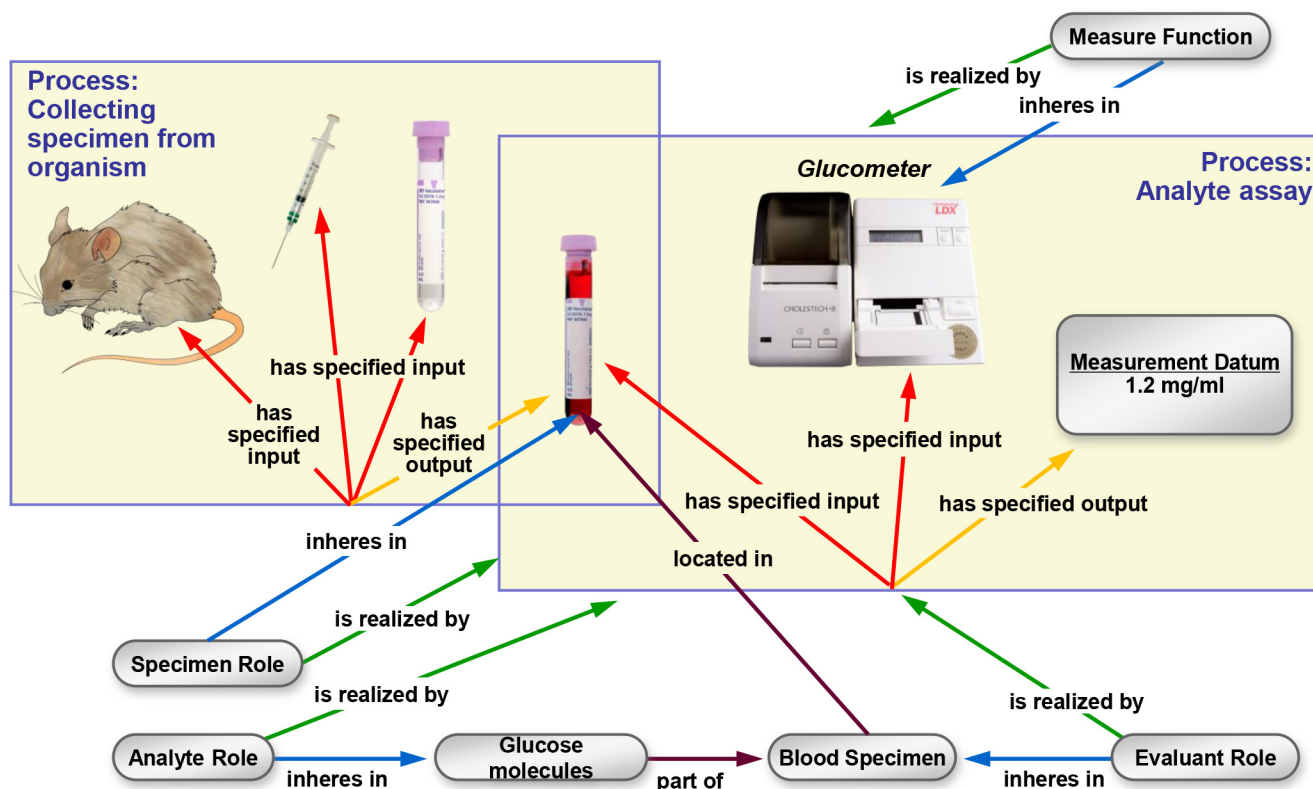 Measure Function
is realized by
inheres in
Process:
Collecting
specimen from
organism
Process:
Analyte assay
Glucometer
LDX
CHOLESTECH
Measurement Datum
1.2 mg/ml
has specified input
has
specified
input
has
specified
output
has specified input
has specified input
has specified output
inheres in
located in
is realized by
Specimen Role
is realized by
is realized by
Analyte Role
inheres in
Glucose
molecules
part of
Blood Specimen
inheres in
Evaluant Role